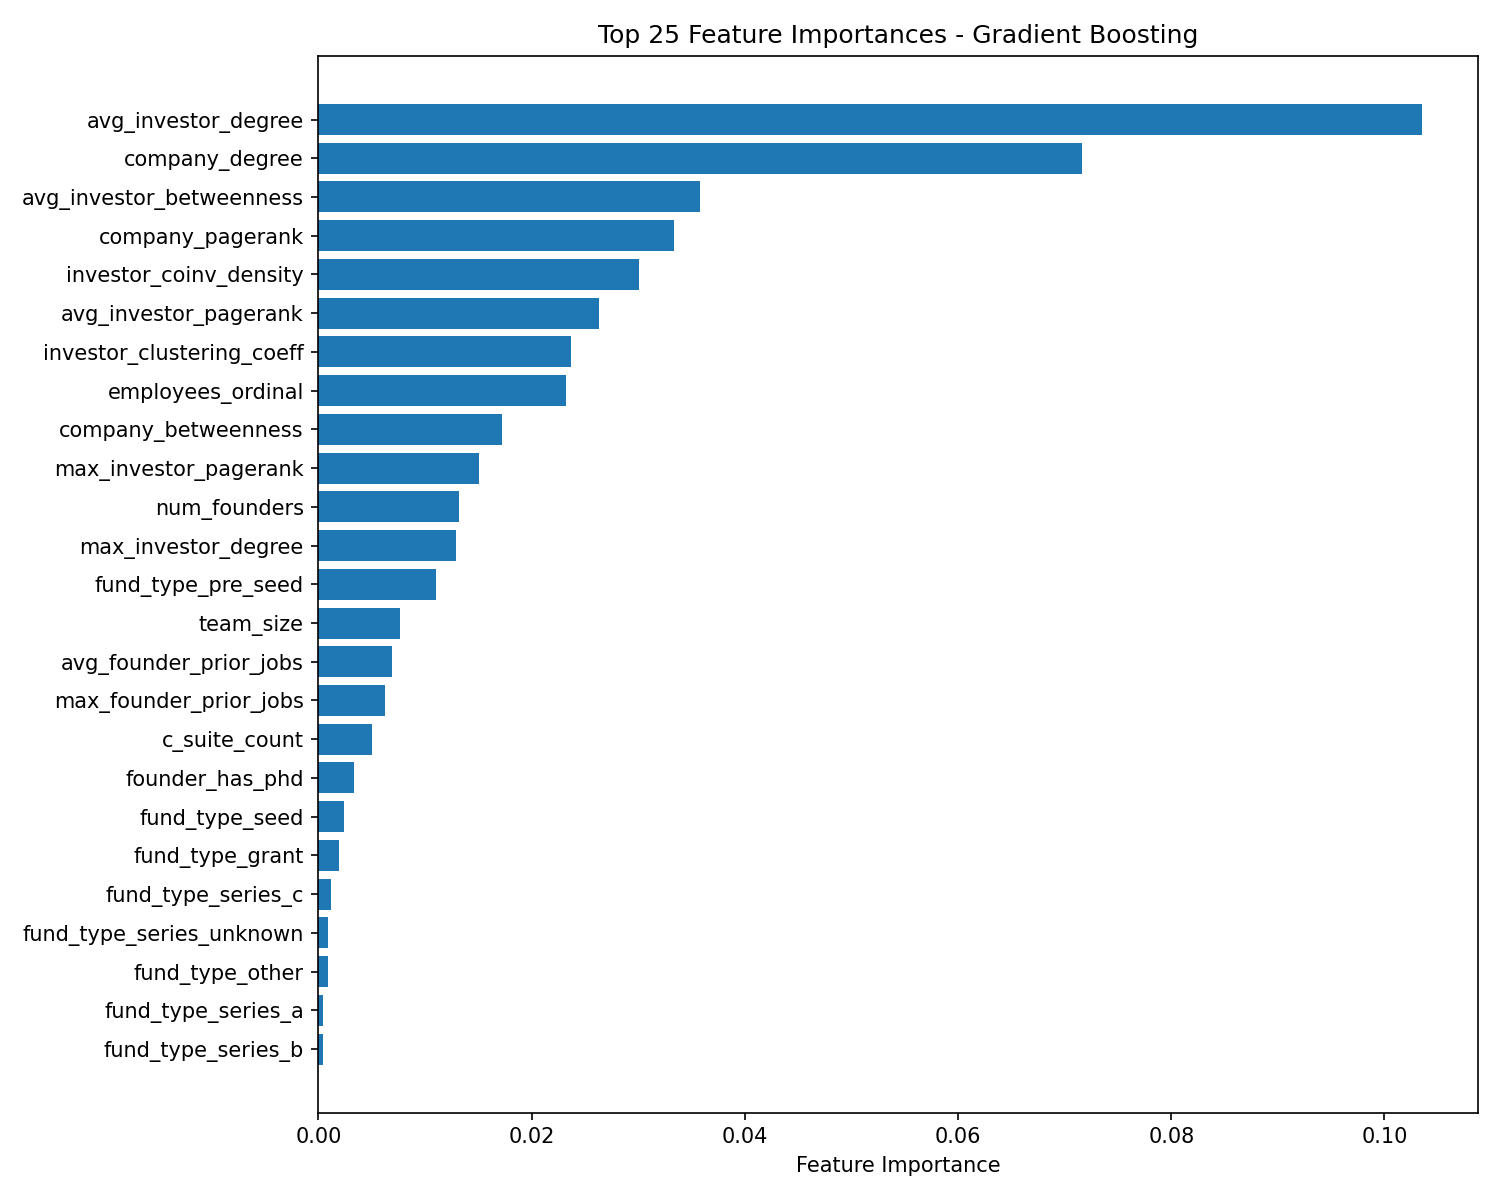 Top 25 Feature Importances - Gradient Boosting
avg_investor_degree
company_degree
avg_investor_betweenness
company_pagerank
investor_coinv_density
avg_investor_pagerank
investor_clustering_coeff
employees_ordinal
company_betweenness
max_investor_pagerank
num_founders
max_investor_degree
fund_type_pre_seed
team_size
avg_founder_prior_jobs
max_founder_prior_jobs
c_suite_count
founder_has_phd
fund_type_seed
fund_type_grant
fund_type_series_c
fund_type_series_unknown
fund_type_other
fund_type_series_a
fund_type_series_b
0.00 0.02 0.04 0.06 0.08 0.10
Feature Importance